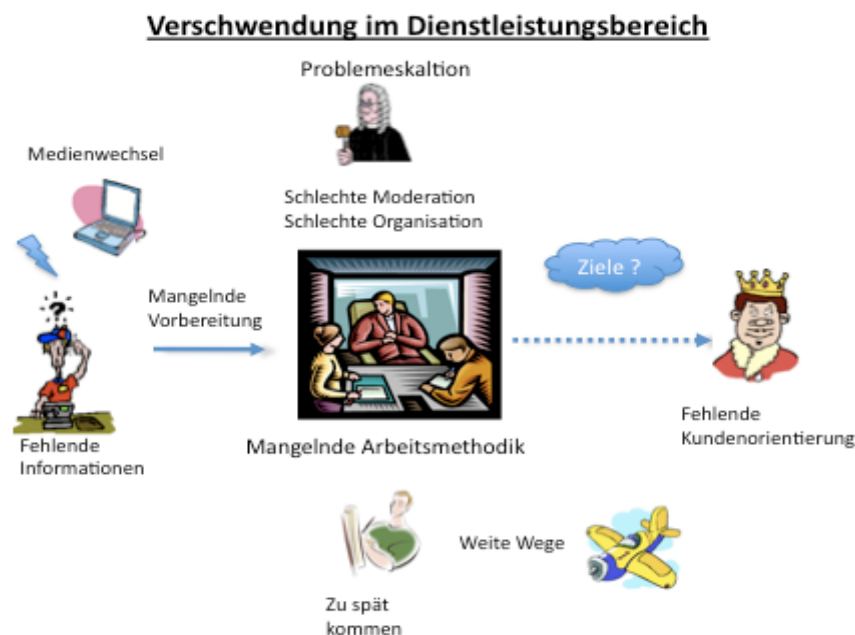 Verschwendung im Dienstleistungsbereich
Problemeskaltion
Medienwechsel
Schlechte Moderation
Schlechte Organisation
Ziele ?
Mangelnde
Vorbereitung
Fehlende
Informationen
Mangelnde Arbeitsmethodik
Fehlende
Kundenorientierung
Weite Wege
Zu spät
kommen